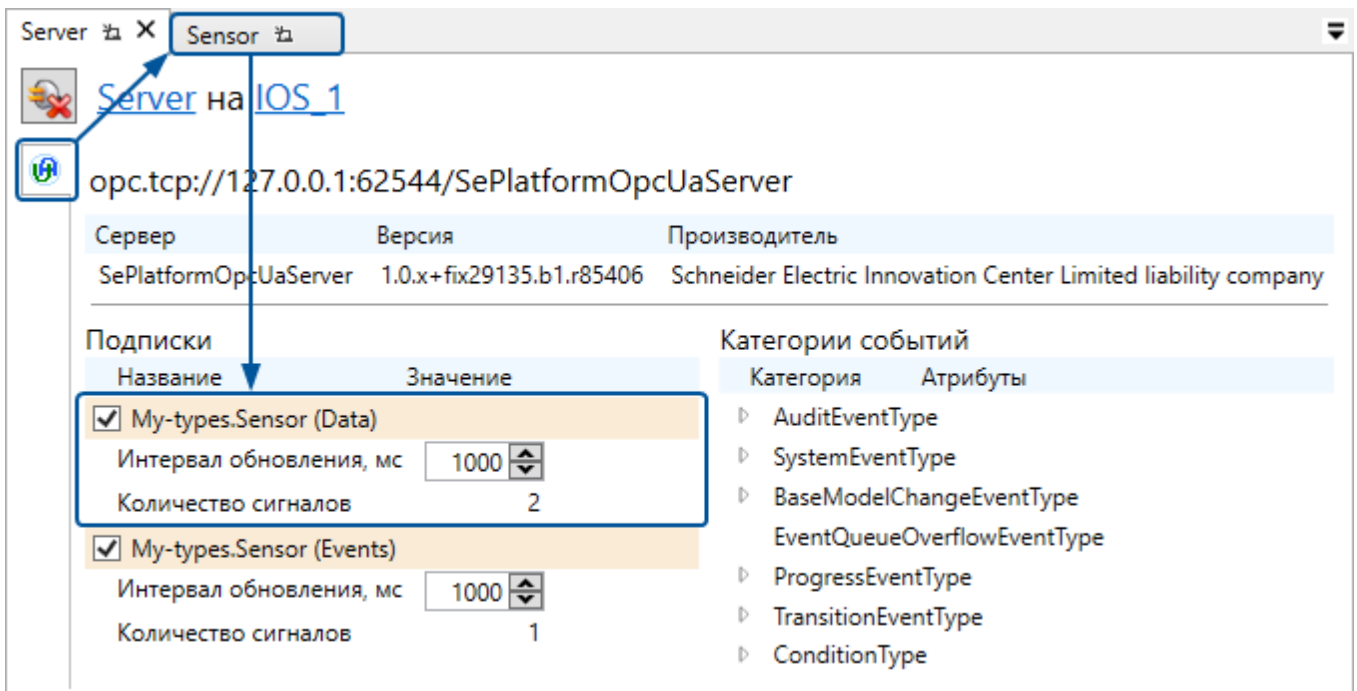 Server Sensor
Server на IOS_1
opc.tcp://127.0.0.1:62544/SePlatformOpcUaServer
Сервер Версия Производитель
SePlatformOpcUaServer 1.0.x+fix29135.b1.r85406 Schneider Electric Innovation Center Limited liability company
Подписки
Название Значение
My-types.Sensor (Data)
Интервал обновления, мс 1000
Количество сигналов 2
My-types.Sensor (Events)
Интервал обновления, мс 1000
Количество сигналов 1
Категории событий
Категория Атрибуты
AuditEventType
SystemEventType
BaseModelChangeEventType
EventQueueOverflowEventType
ProgressEventType
TransitionEventType
ConditionType